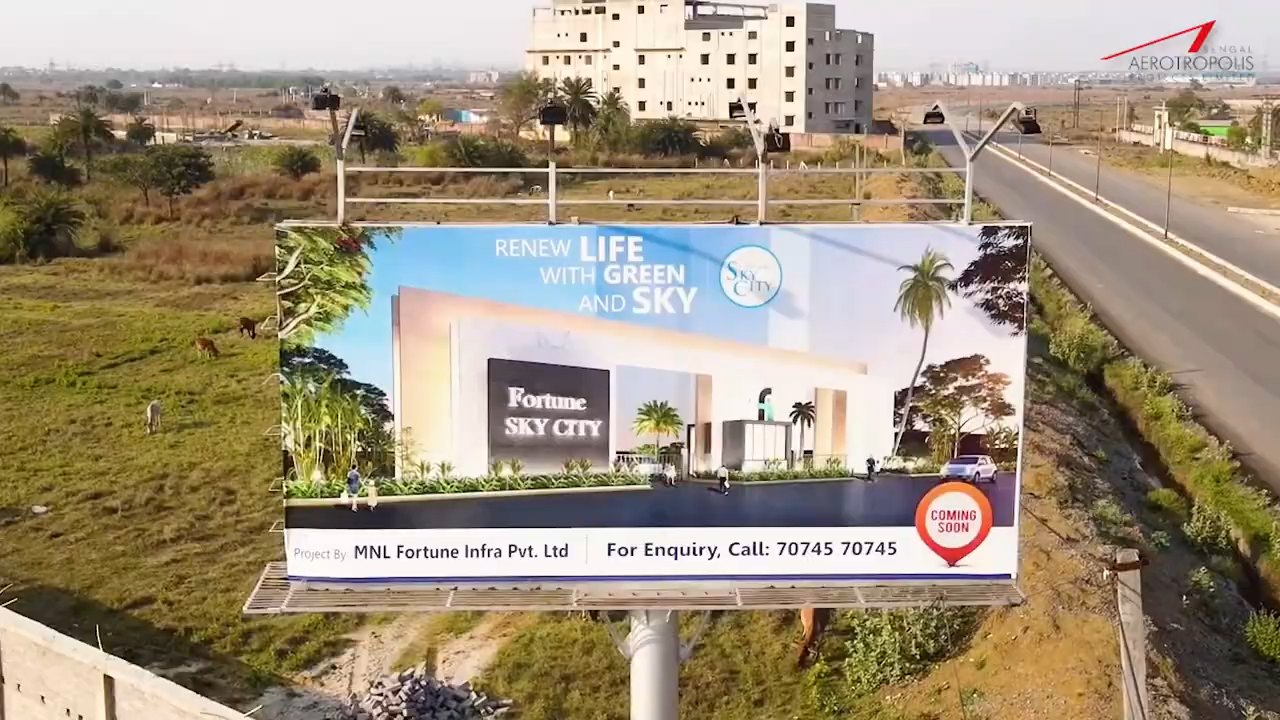 BENGAL
AEROTROPOLIS
RENEW LIFE
WITH GREEN
AND SKY
SKY
CITY
Fortune
SKY CITY
COMING
SOON
Project By MNL Fortune Infra Pvt. Ltd
For Enquiry, Call: 70745 70745